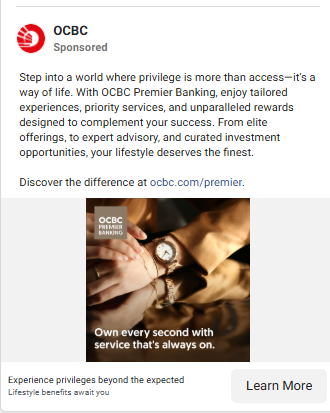 OCBC
Sponsored
Step into a world where privilege is more than access—it's a
way of life. With OCBC Premier Banking, enjoy tailored
experiences, priority services, and unparalleled rewards
designed to complement your success. From elite
offerings, to expert advisory, and curated investment
opportunities, your lifestyle deserves the finest.
Discover the difference at ocbc.com/premier.
OCBC
PREMIER
BANKING
Own every second with
service that's always on.
Experience privileges beyond the expected
Lifestyle benefits await you
Learn More